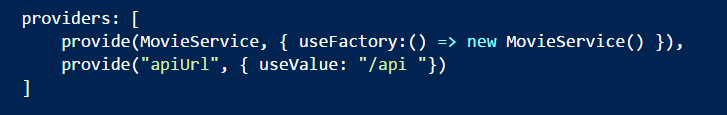 providers: [
provide(MovieService, { useFactory:() => new MovieService() }),
provide("apiUrl", { useValue: "/api "})
]